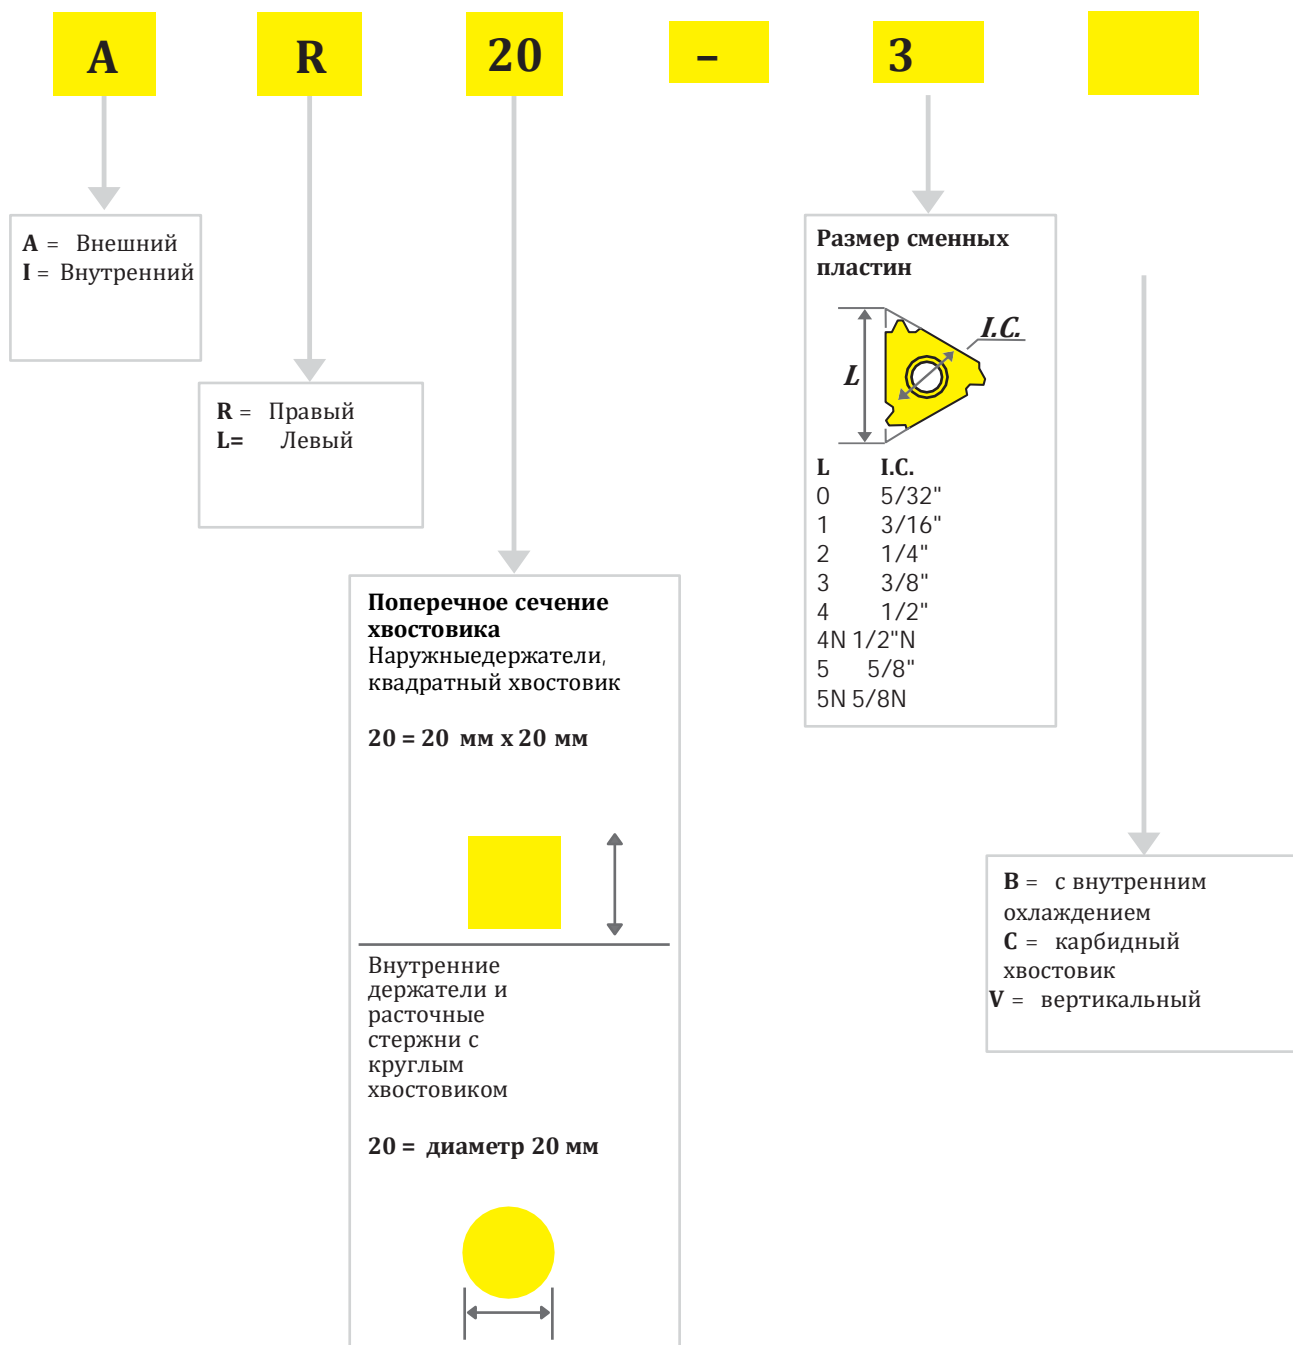 A R 20 – 3
A = Внешний
I = Внутренний
R = Правый
L= Левый
Поперечное сечение
хвостовика
Наружныедержатели,
квадратный хвостовик
20 = 20 мм x 20 мм
Внутренние
держатели и
расточные
стержни с
круглым
хвостовиком
20 = диаметр 20 мм
Размер сменных
пластин
I.C.
L
L I.C.
0 5/32"
1 3/16"
2 1/4"
3 3/8"
4 1/2"
4N 1/2"N
5 5/8"
5N 5/8N
B = с внутренним
охлаждением
C = карбидный
хвостовик
V = вертикальный